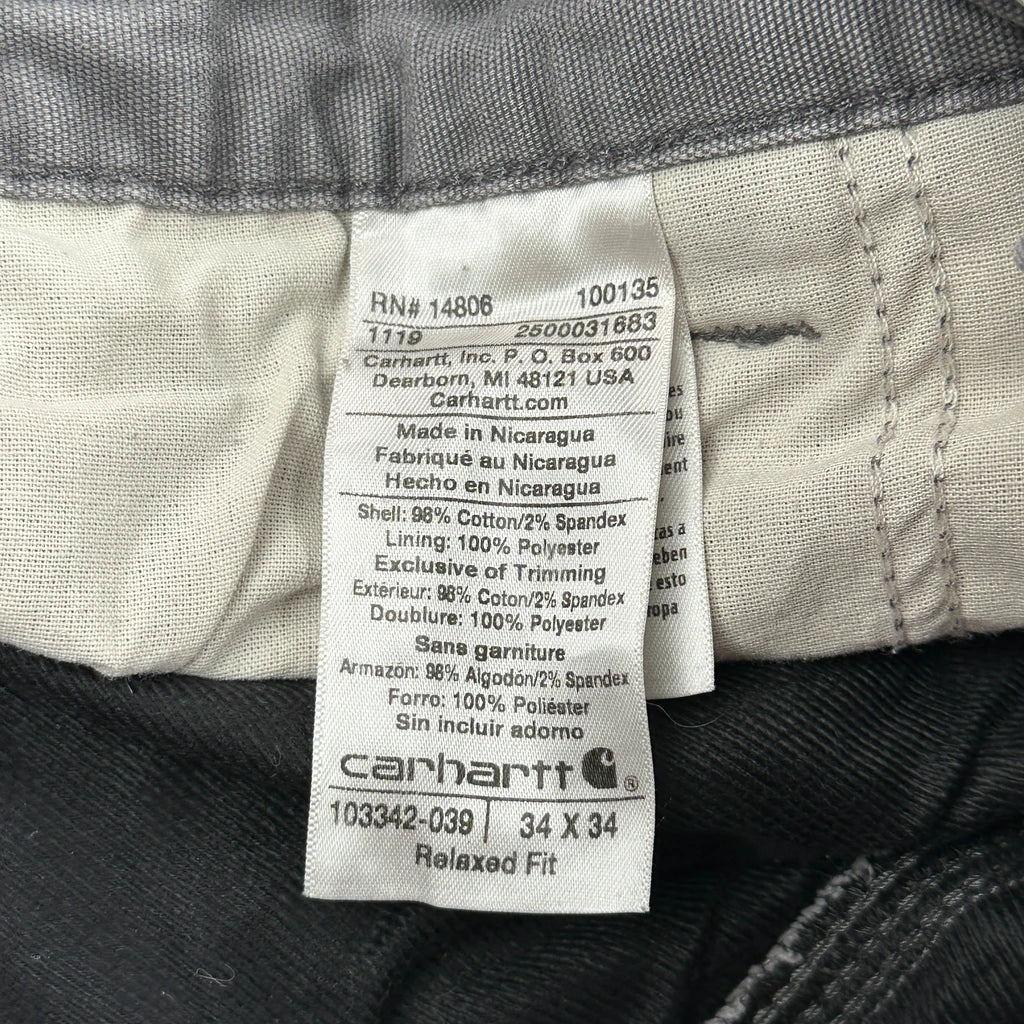 RN# 14806 100135
1119 2500031683
Carhartt, Inc. P. O. Box 600
Dearborn, MI 48121 USA
Carhartt.com
Made in Nicaragua
Fabriqué au Nicaragua
Hecho en Nicaragua
Shell: 98% Cotton/2% Spandex
Lining: 100% Polyester
Exclusive of Trimming
Extérieur: 98% Coton/2% Spandex
Doublure: 100% Polyester
Sans garniture
Armazón: 98% Algodón/2% Spandex
Forro: 100% Poliéster
Sin incluir adorno
carhartt ®
103342-039 | 34 X 34
Relaxed Fit
esto